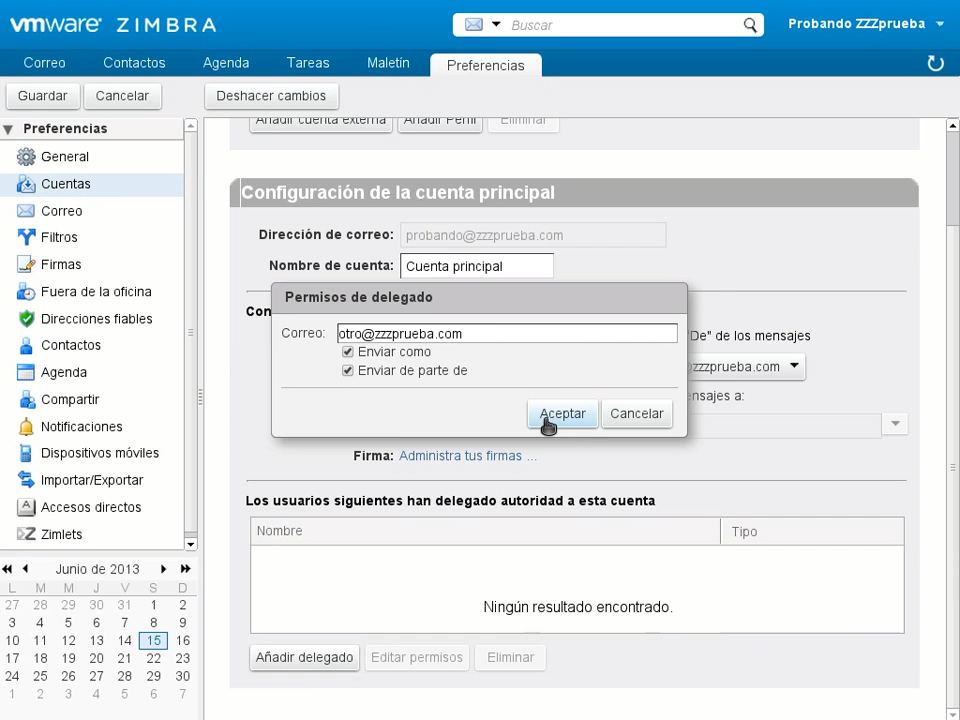 vmware ZIMBRA
Buscar
Probando ZZZprueba
Correo
Contactos
Agenda
Tareas
Maletín
Preferencias
Guardar
Cancelar
Deshacer cambios
Preferencias
General
Cuentas
Correo
Filtros
Firmas
Fuera de la oficina
Direcciones fiables
Contactos
Agenda
Compartir
Notificaciones
Dispositivos móviles
Importar/Exportar
Accesos directos
Zimlets
Junio de 2013
L M M J V S D
27 28 29 30 31 1 2
3 4 5 6 7 8 9
10 11 12 13 14 15 16
17 18 19 20 21 22 23
24 25 26 27 28 29 30
1 2 3 4 5 6 7
Añadir cuenta externa
Añadir Perfil
Eliminar
Configuración de la cuenta principal
Dirección de correo: probando@zzzprueba.com
Nombre de cuenta: Cuenta principal
Con
"De" de los mensajes
zzprueba.com
ensajes a:
Permisos de delegado
Correo: otro@zzzprueba.com
Enviar como
Enviar de parte de
Aceptar
Cancelar
Firma: Administra tus firmas ...
Los usuarios siguientes han delegado autoridad a esta cuenta
Nombre
Tipo
Ningún resultado encontrado.
Añadir delegado
Editar permisos
Eliminar